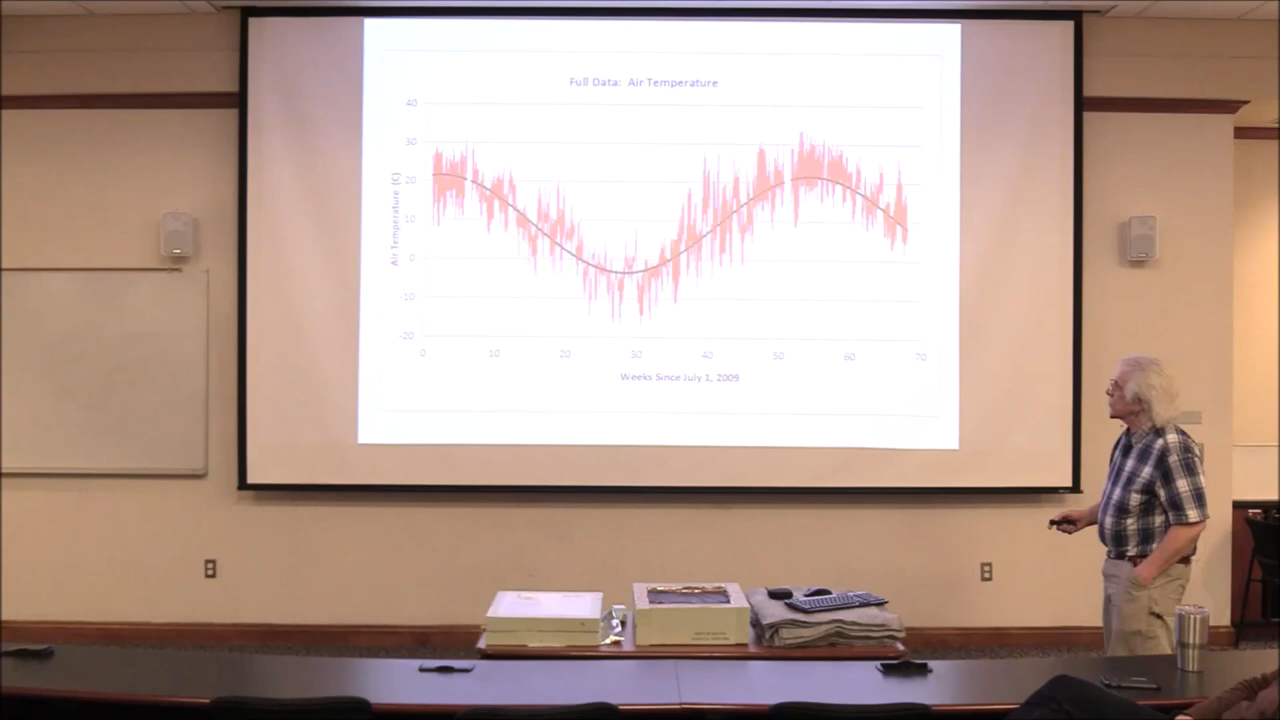 Full Data: Air Temperature
40
30
20
10
0
-10
-20
Air Temperature (C)
0 10 20 30 40 50 60 70
Weeks Since July 1, 2009